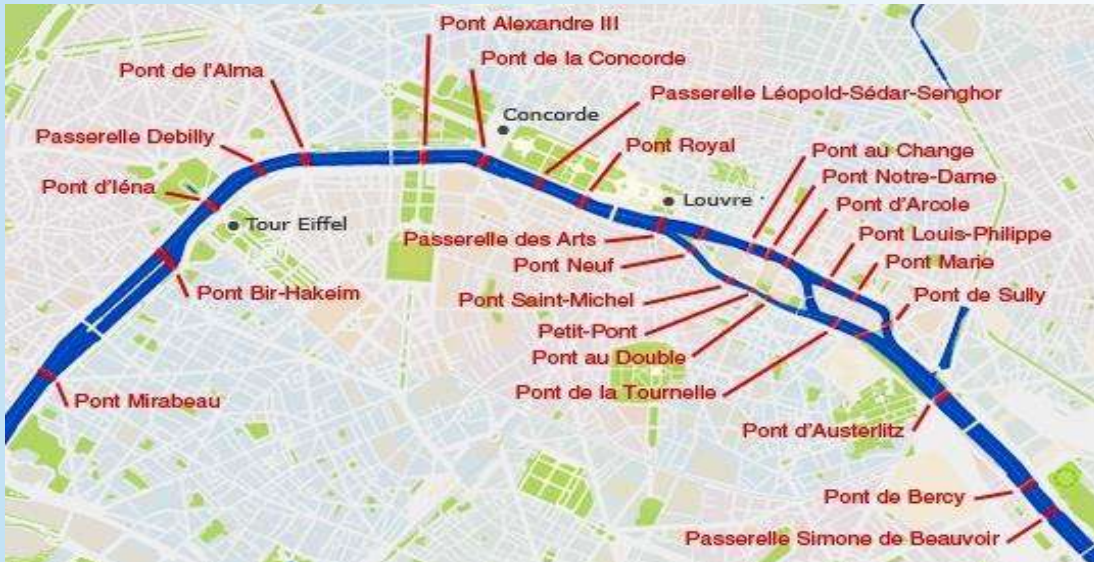 Pont Alexandre III
Pont de l'Alma
Pont de la Concorde
Passerelle Léopold-Sédar-Senghor
Concorde
Passerelle Debilly
Pont Royal
Pont au Change
Pont d'Iéna
Pont Notre-Dame
Louvre
Pont d'Arcole
Tour Eiffel
Passerelle des Arts
Pont Louis-Philippe
Pont Neuf
Pont Marie
Pont Bir-Hakeim
Pont Saint-Michel
Pont de Sully
Petit-Pont
Pont au Double
Pont de la Tournelle
Pont Mirabeau
Pont d'Austerlitz
Pont de Bercy
Passerelle Simone de Beauvoir